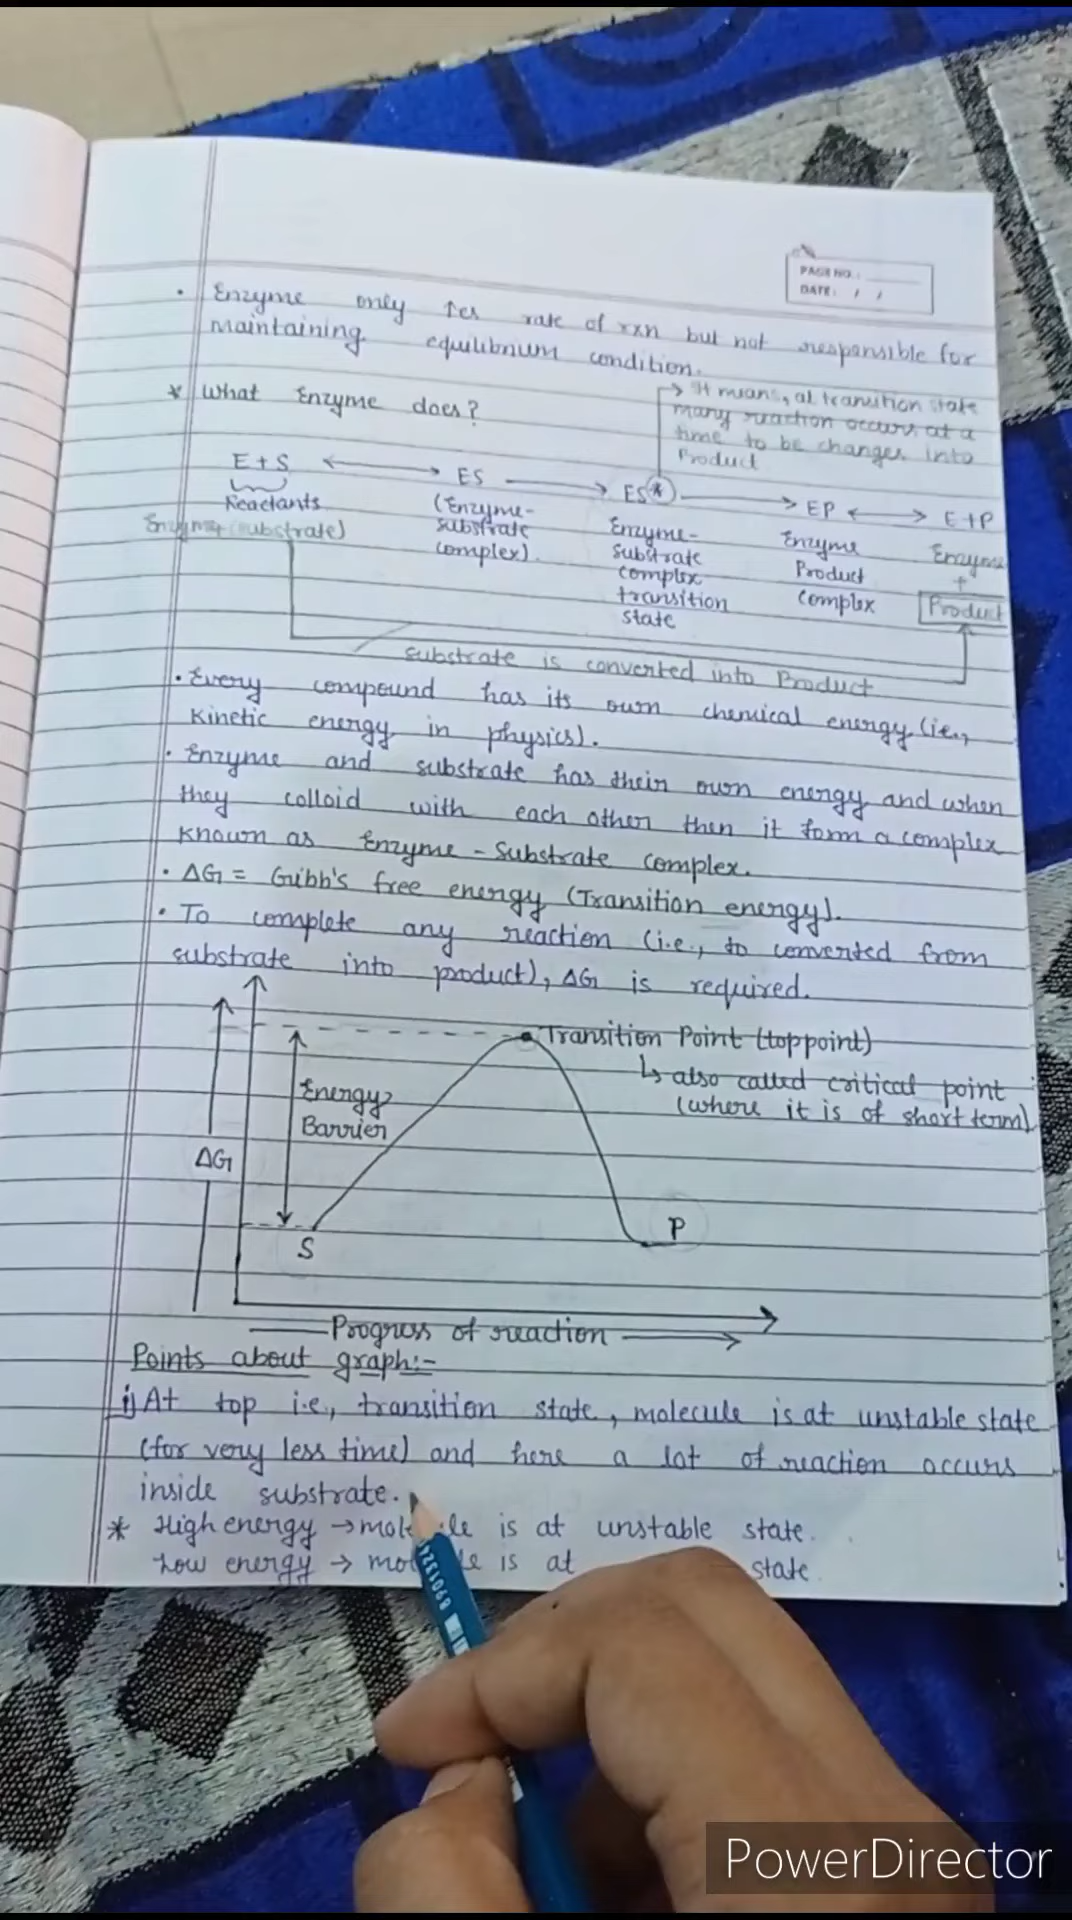 PAGE NO.:
DATE: / /
• Enzyme only ↑es rate of rxn but not responsible for
maintaining equilibrium condition.
→ It means, at transition state
many reaction occurs at a
time to be changes into
Product
* What Enzyme does?
E+S ⟷ ES → ES* → EP ⟷ E+P
Reactants
Enzyme+(substrate)
(Enzyme-
substrate
complex).
Enzyme-
substrate
complex
transition
state
Enzyme
Product
complex
Enzyme
+
Product
substrate is converted into Product
• Every compound has its own chemical energy (i.e.,
Kinetic energy in physics).
• Enzyme and substrate has their own energy and when
they colloid with each other then it form a complex
known as Enzyme-Substrate complex.
• ΔG = Gibb's free energy (Transition energy).
• To complete any reaction (i.e., to converted from
substrate into product), ΔG is required.
Transition Point (top point)
↳ also called critical point
(where it is of short term)
Energy
Barrier
ΔG
S
P
Progress of reaction →
Points about graph:-
i) At top i.e., transition state, molecule is at unstable state
(for very less time) and here a lot of reaction occurs
inside substrate.
* High energy → is at unstable state.
Low energy → is at state
090132
PowerDirector